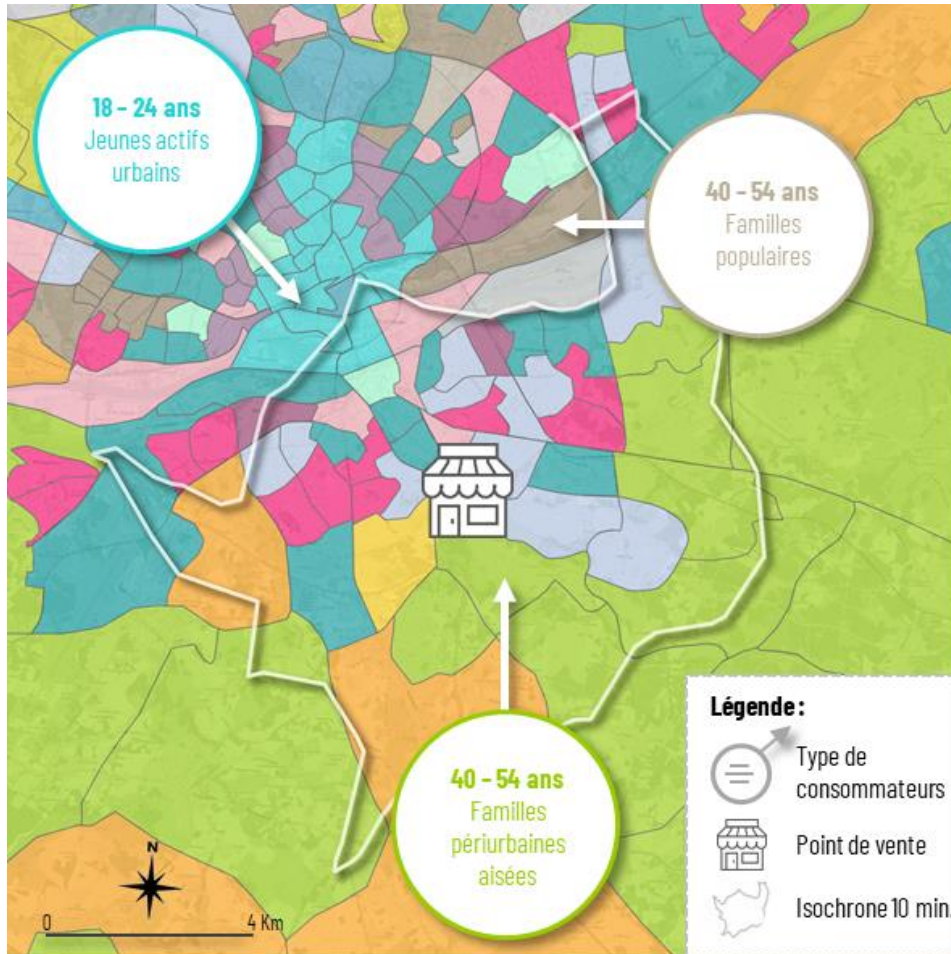 18 – 24 ans
Jeunes actifs
urbains
40 – 54 ans
Familles
populaires
40 – 54 ans
Familles
périurbaines
aisées
N
0
4 Km
Légende :
Type de
consommateurs
Point de vente
Isochrone 10 min.